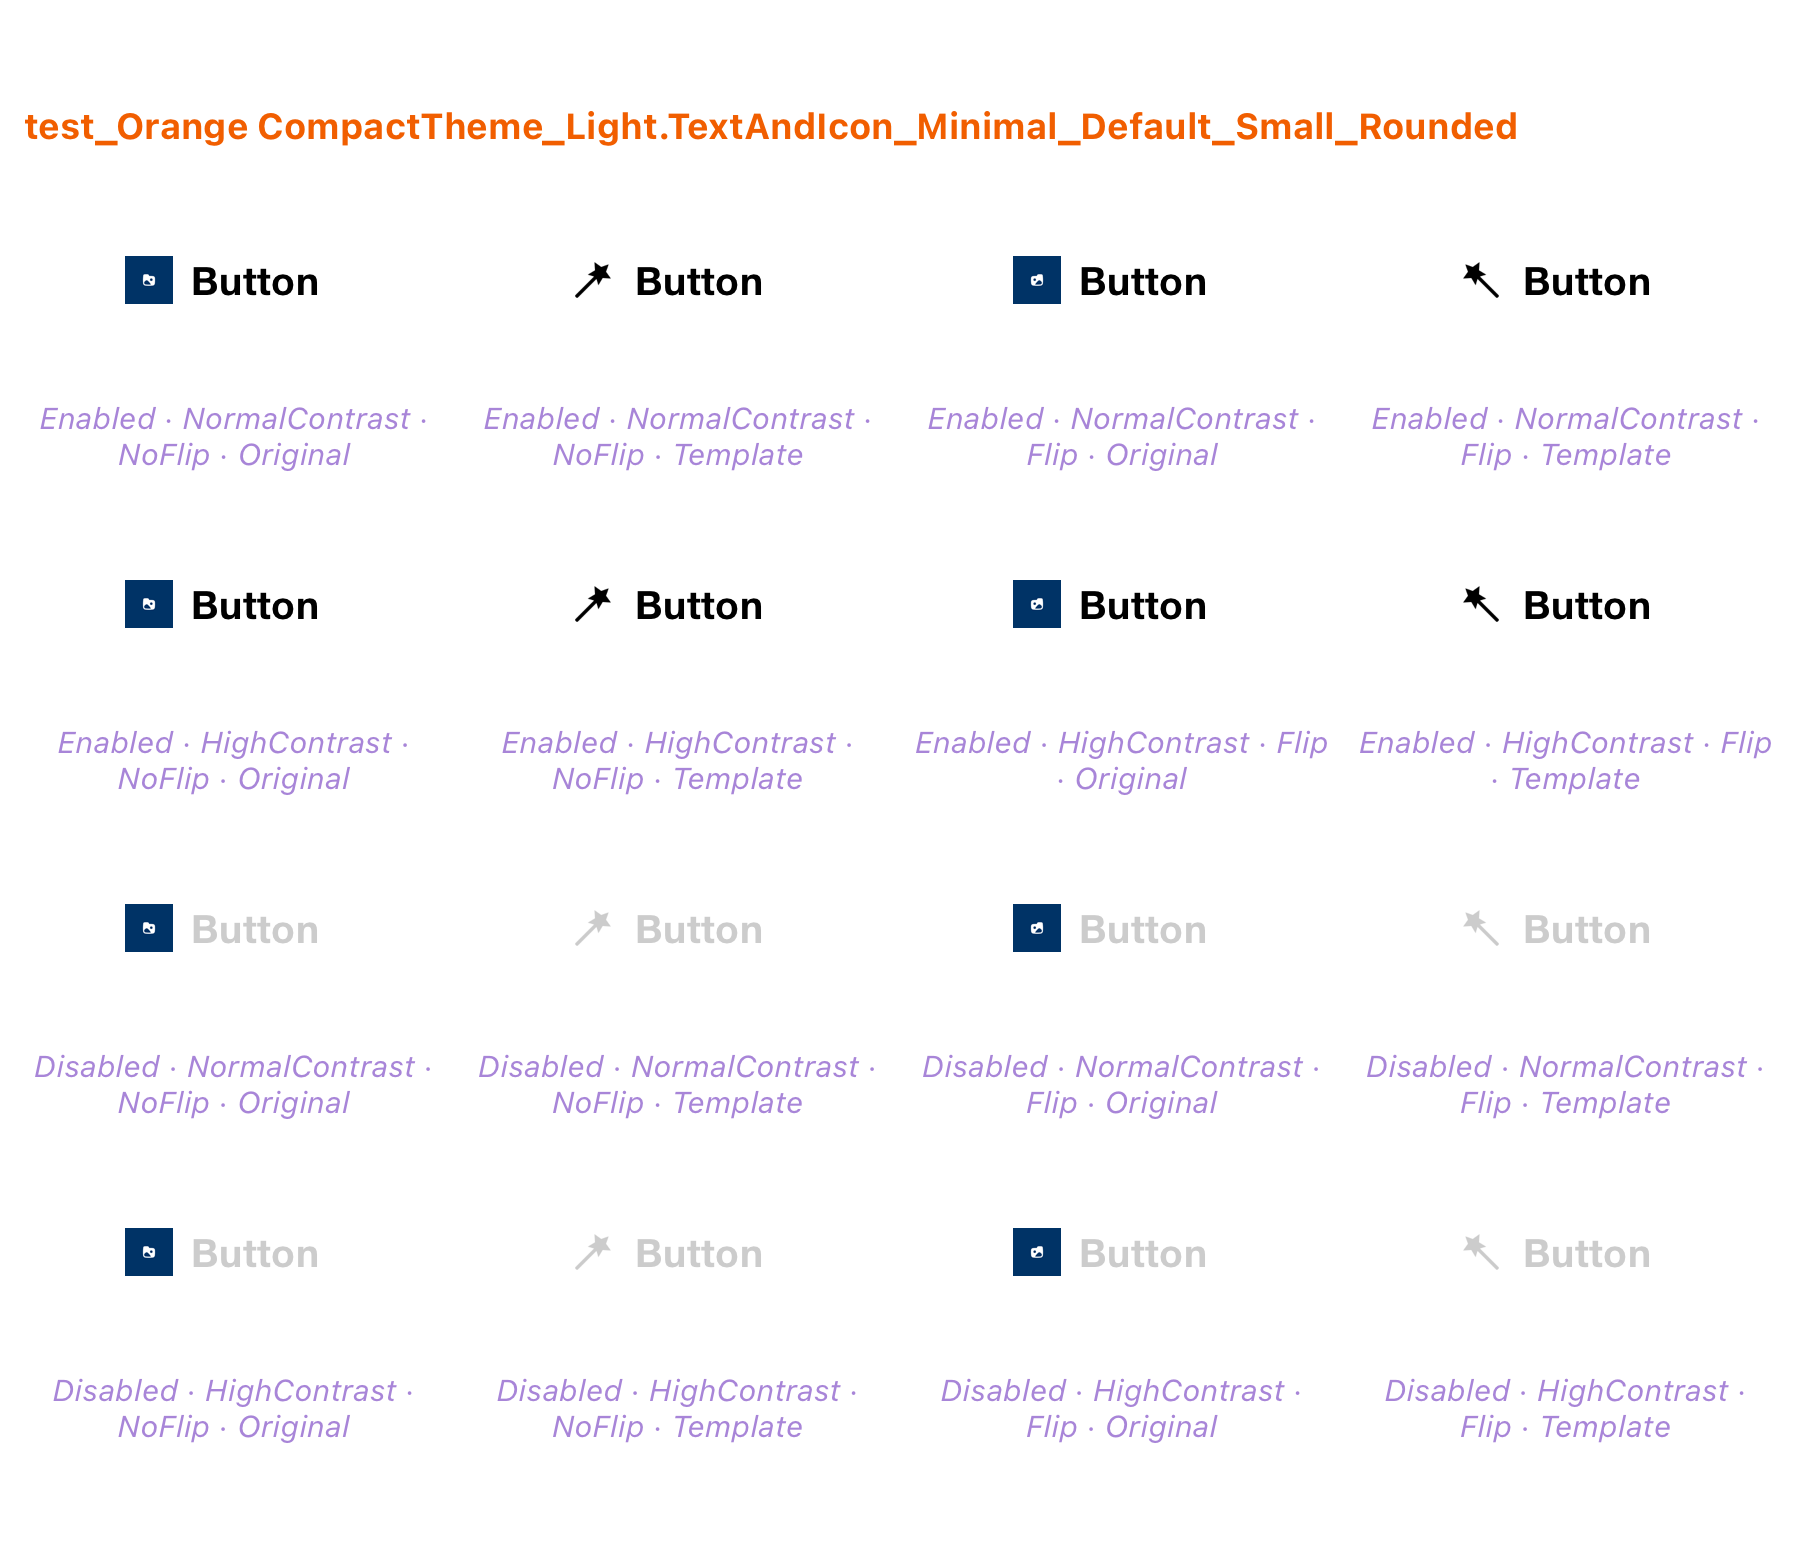 test_Orange CompactTheme_Light.TextAndIcon_Minimal_Default_Small_Rounded
Button
Button
Button
Button
Enabled · NormalContrast ·
NoFlip · Original
Enabled · NormalContrast ·
NoFlip · Template
Enabled · NormalContrast ·
Flip · Original
Enabled · NormalContrast ·
Flip · Template
Button
Button
Button
Button
Enabled · HighContrast ·
NoFlip · Original
Enabled · HighContrast ·
NoFlip · Template
Enabled · HighContrast · Flip
· Original
Enabled · HighContrast · Flip
· Template
Button
Button
Button
Button
Disabled · NormalContrast ·
NoFlip · Original
Disabled · NormalContrast ·
NoFlip · Template
Disabled · NormalContrast ·
Flip · Original
Disabled · NormalContrast ·
Flip · Template
Button
Button
Button
Button
Disabled · HighContrast ·
NoFlip · Original
Disabled · HighContrast ·
NoFlip · Template
Disabled · HighContrast ·
Flip · Original
Disabled · HighContrast ·
Flip · Template